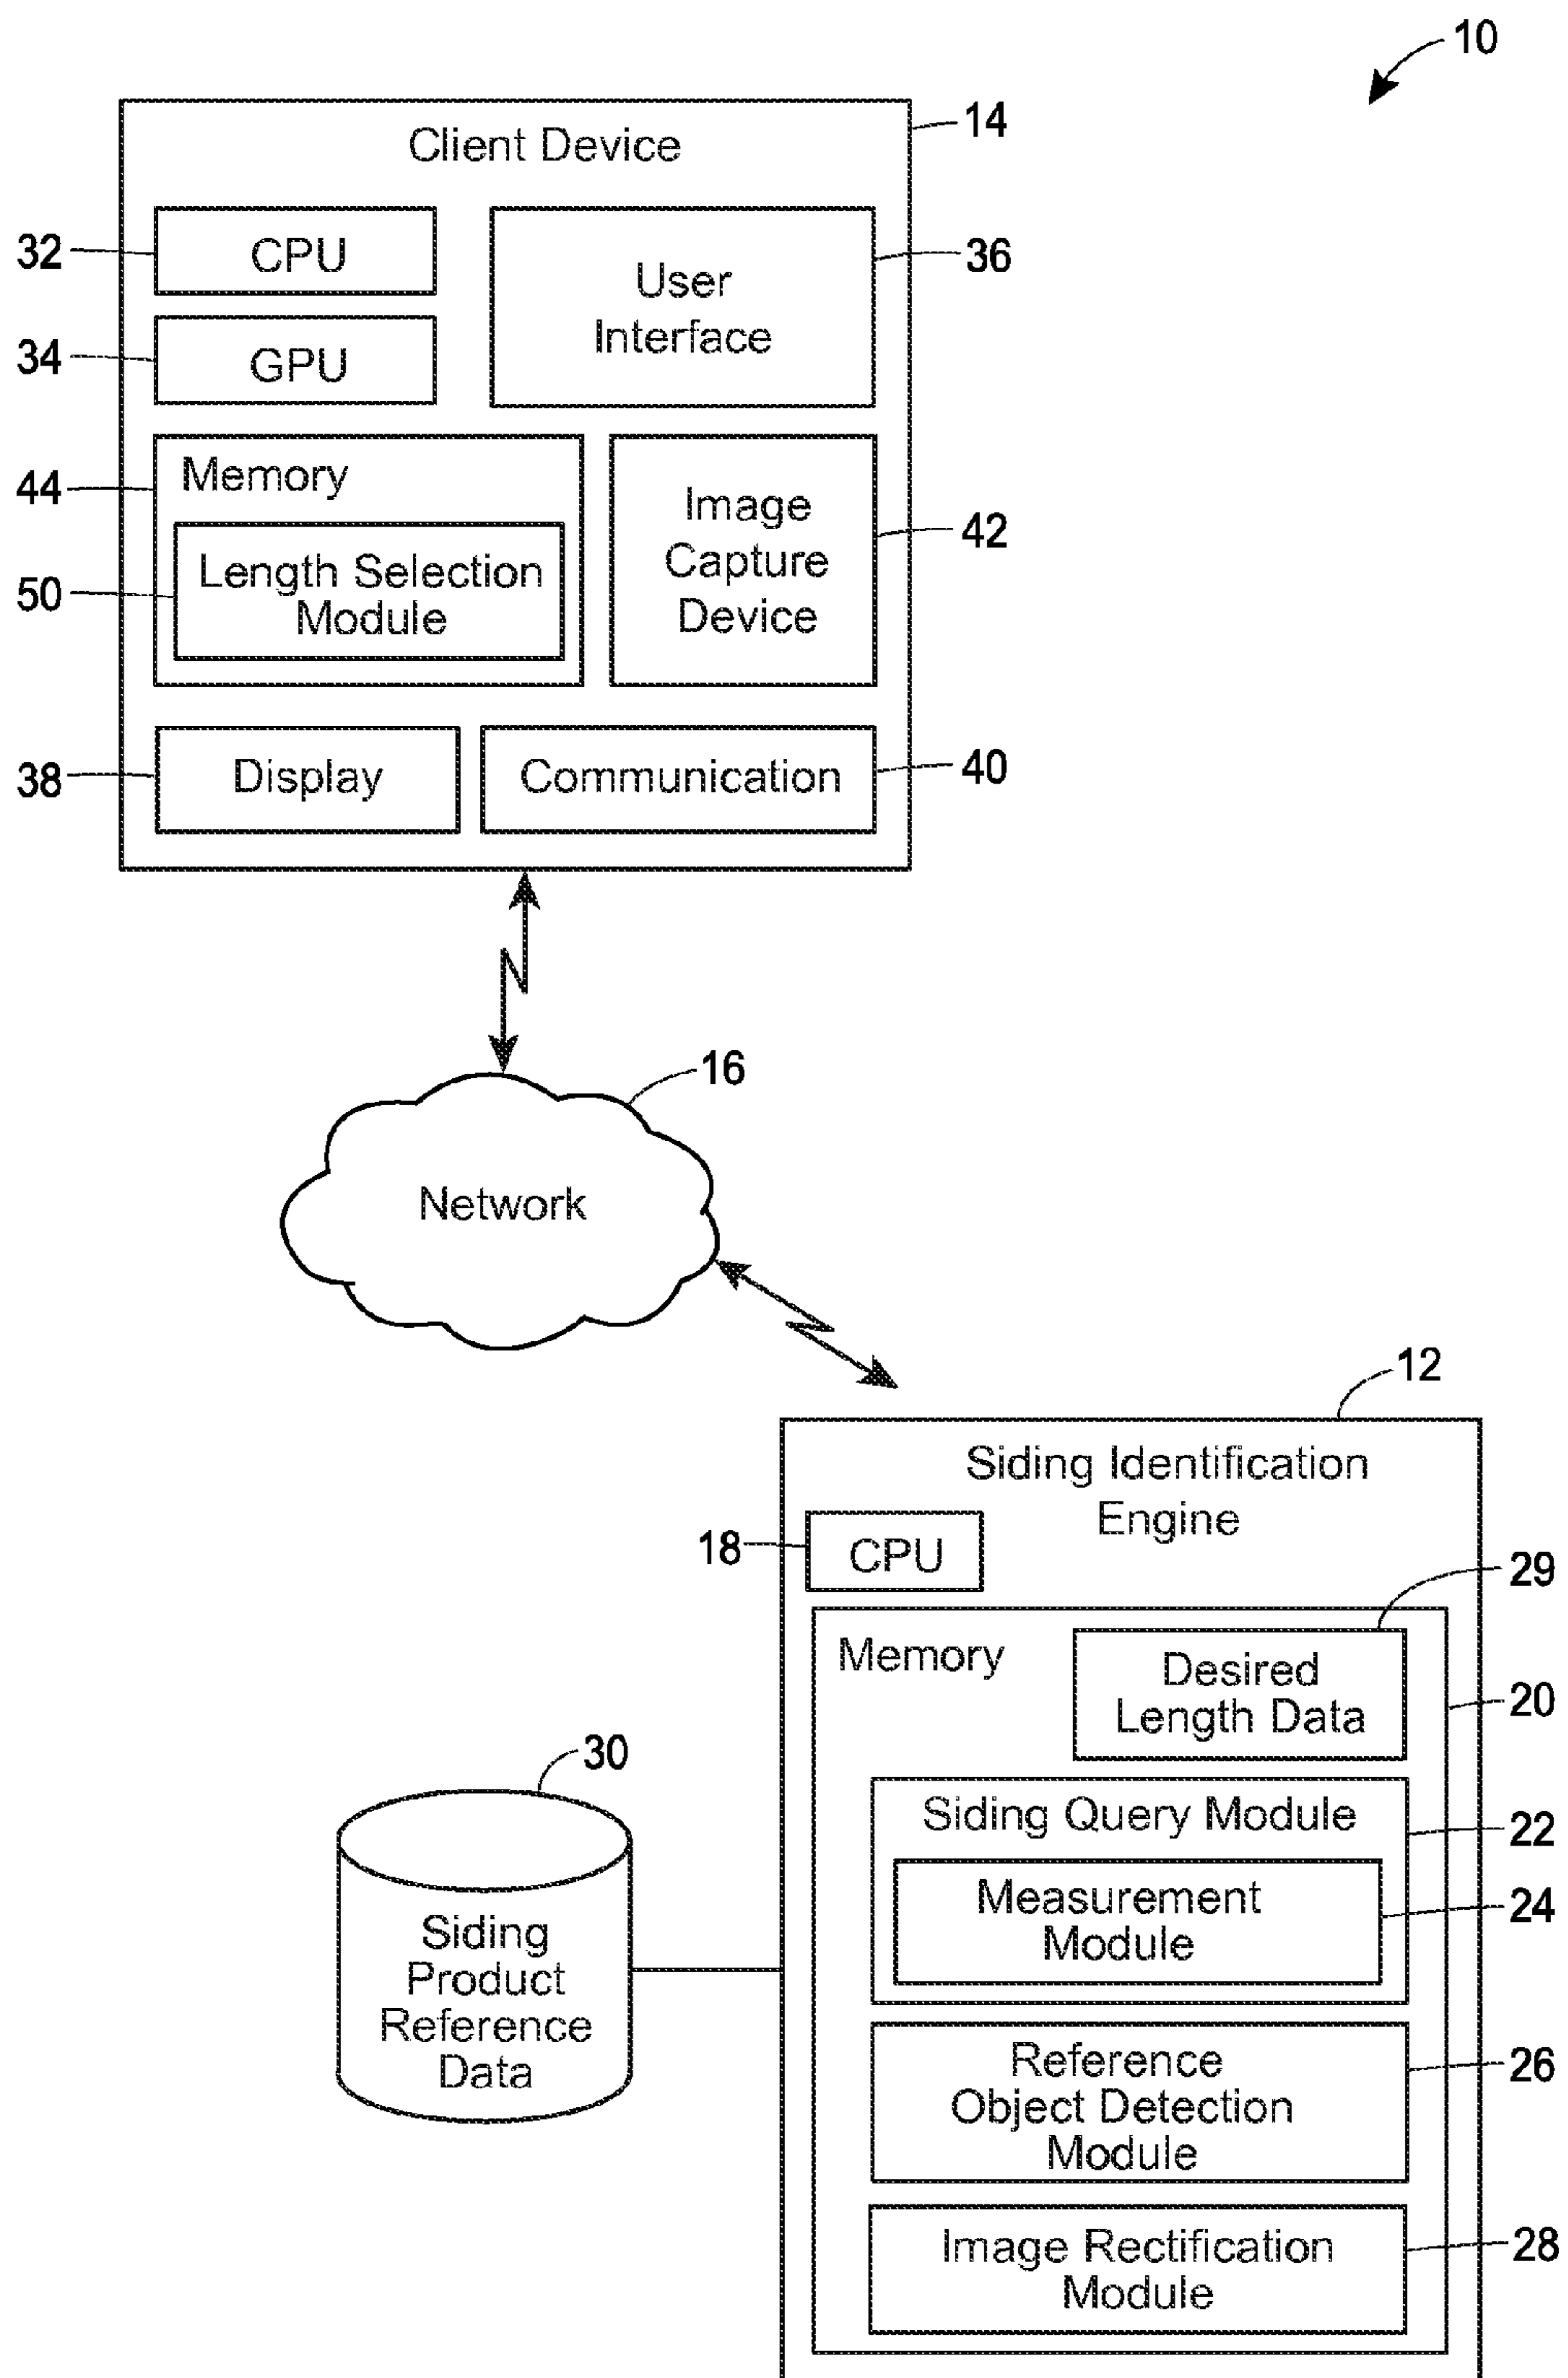 10
Client Device
14
32
CPU
User
Interface
36
34
GPU
44
Memory
Image
Capture
Device
42
50
Length Selection
Module
38
Display
Communication
40
16
Network
12
Siding Identification
Engine
18
CPU
29
Memory
Desired
Length Data
20
30
Siding Query Module
22
Measurement
Module
24
Siding
Product
Reference
Data
Reference
Object Detection
Module
26
Image Rectification
Module
28